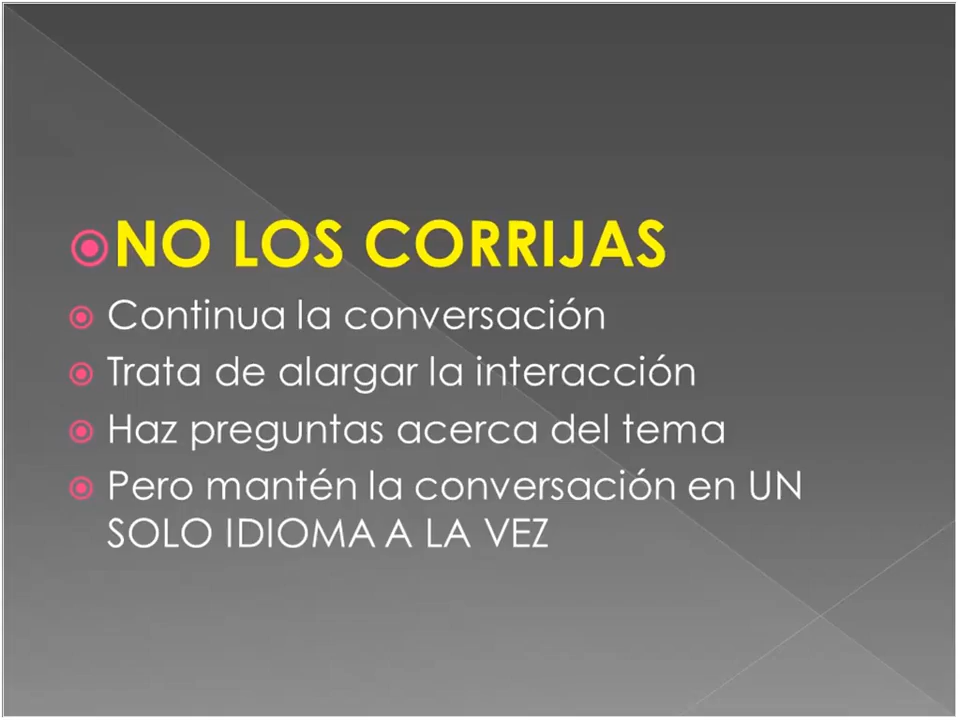 NO LOS CORRIJAS
Continua la conversación
Trata de alargar la interacción
Haz preguntas acerca del tema
Pero mantén la conversación en UN
SOLO IDIOMA A LA VEZ